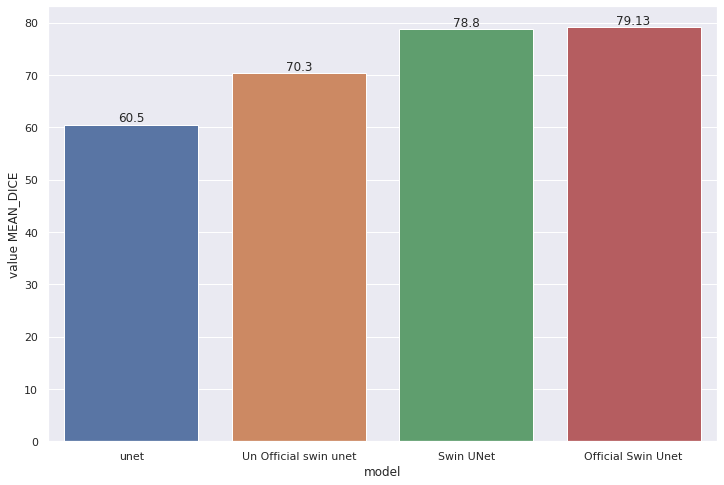 80
70
60
50
40
30
20
10
0
value MEAN_DICE
60.5
70.3
78.8
79.13
unet
Un Official swin unet
Swin UNet
Official Swin Unet
model